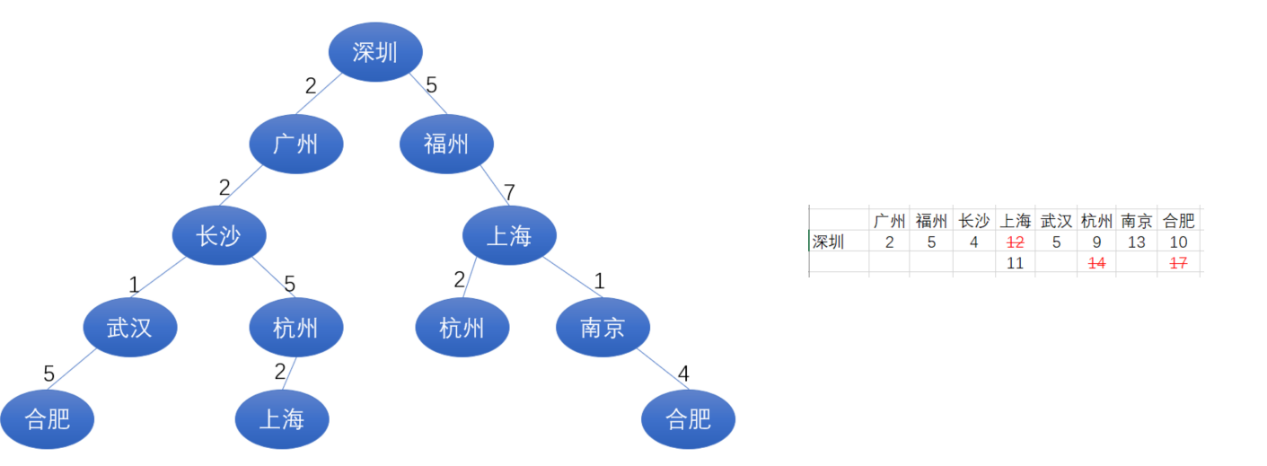 深圳
2
5
广州
福州
2
7
长沙
上海
1
5
2
1
武汉
杭州
杭州
南京
5
2
4
合肥
上海
合肥
广州 福州 长沙 上海 武汉 杭州 南京 合肥
深圳 2 5 4 12 5 9 13 10
11 14 17